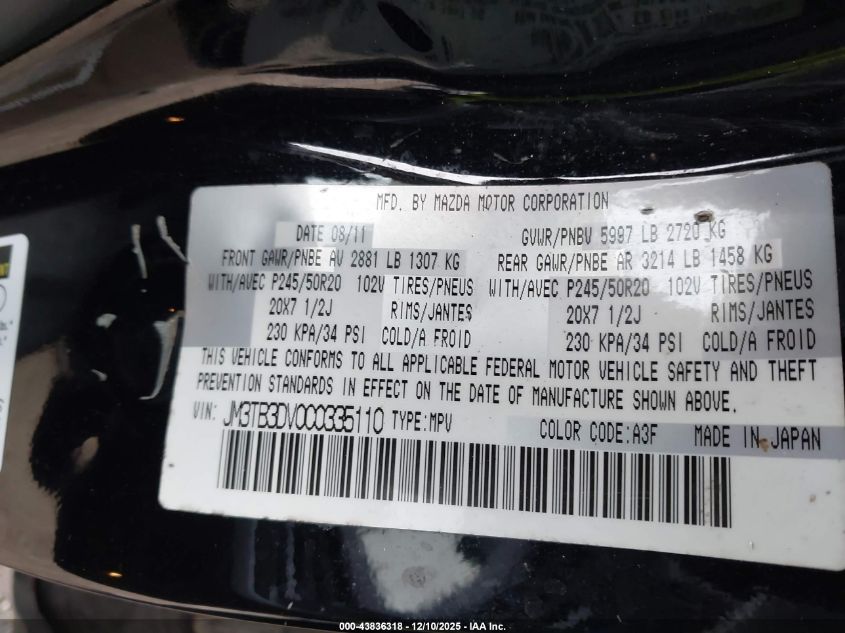 MFD. BY MAZDA MOTOR CORPORATION
DATE 08/11 GVWR/PNBV 5997 LB 2720 KG
FRONT GAWR/PNBE AV 2881 LB 1307 KG REAR GAWR/PNBE AR 3214 LB 1458 KG
WITH/AVEC P245/50R20 102V TIRES/PNEUS WITH/AVEC P245/50R20 102V TIRES/PNEUS
20X7 1/2J RIMS/JANTES 20X7 1/2J RIMS/JANTES
230 KPA/34 PSI COLD/A FROID 230 KPA/34 PSI COLD/A FROID
THIS VEHICLE CONFORMS TO ALL APPLICABLE FEDERAL MOTOR VEHICLE SAFETY AND THEFT
PREVENTION STANDARDS IN EFFECT ON THE DATE OF MANUFACTURE SHOWN ABOVE.
VIN: JM3TB3DV0C0335110 TYPE:MPV COLOR CODE:A3F MADE IN JAPAN
000-43836318 - 12/10/2025 - IAA Inc.